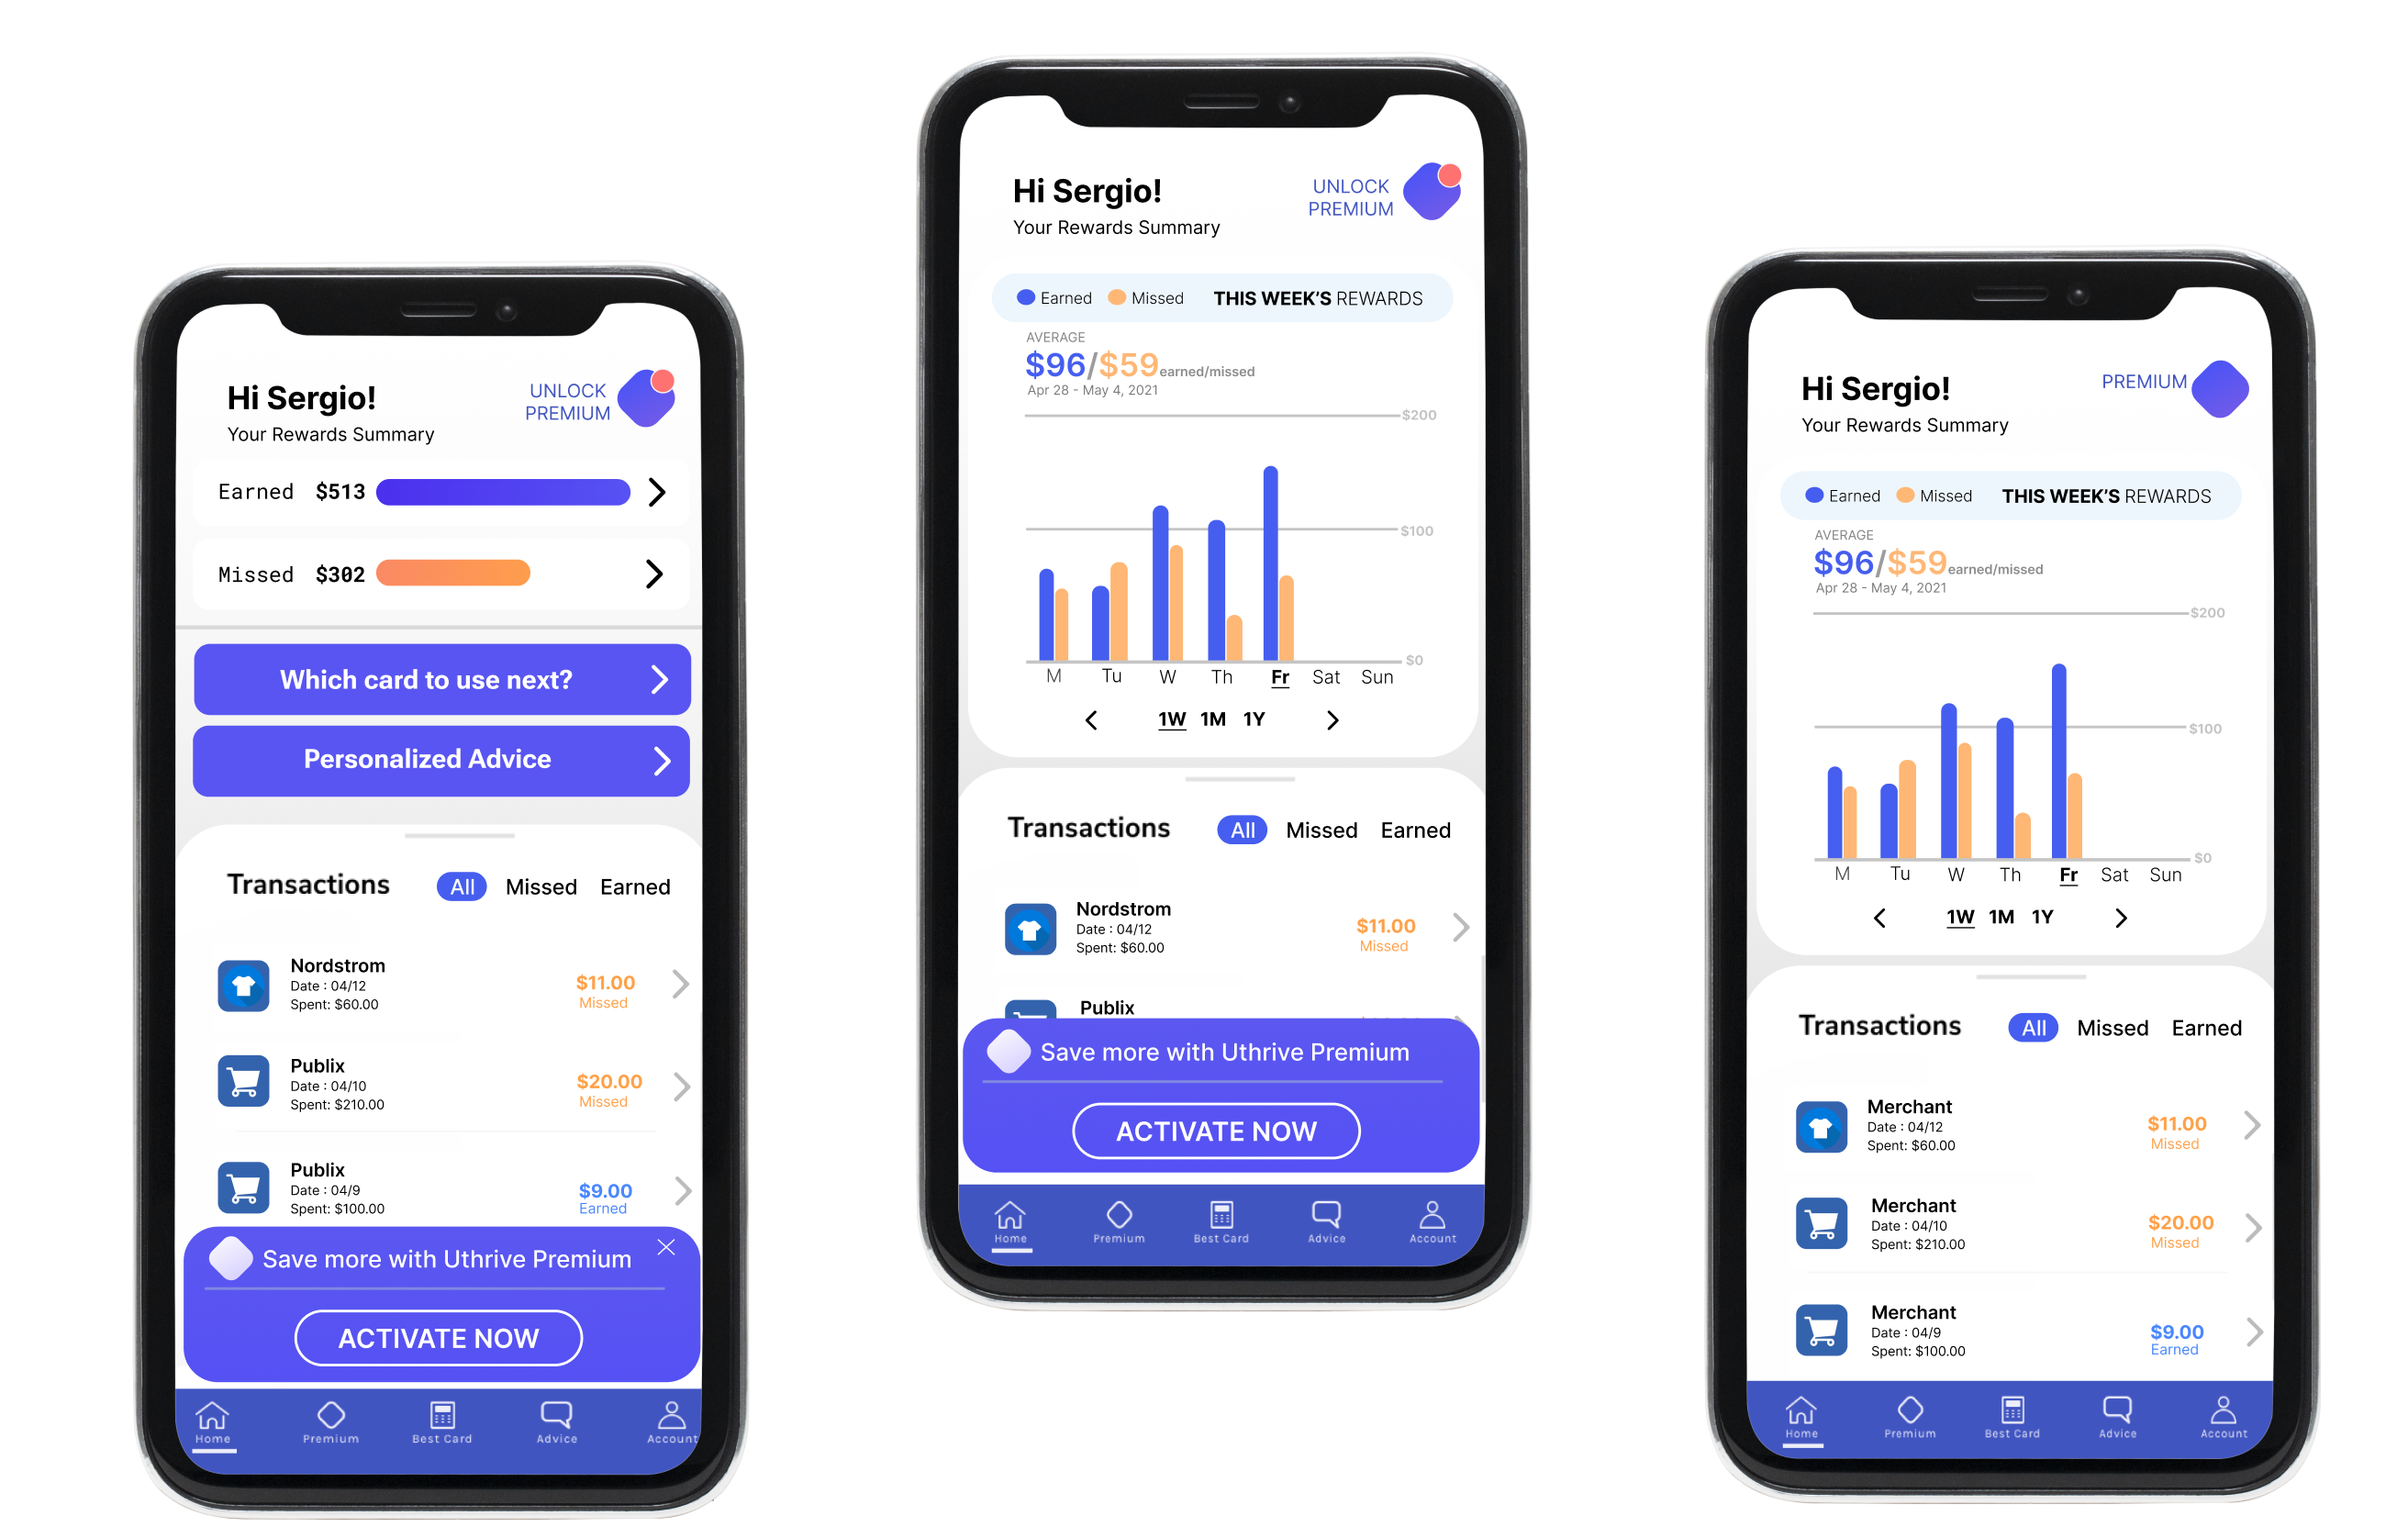 Hi Sergio!
UNLOCK
PREMIUM
Your Rewards Summary
Earned $513
Missed $302
Which card to use next?
Personalized Advice
Transactions All Missed Earned
Nordstrom
Date : 04/12
Spent: $60.00
$11.00
Missed
Publix
Date : 04/10
Spent: $210.00
$20.00
Missed
Publix
Date : 04/9
Spent: $100.00
$9.00
Earned
Save more with Uthrive Premium
ACTIVATE NOW
Home Premium Best Card Advice Account
Hi Sergio!
UNLOCK
PREMIUM
Your Rewards Summary
Earned Missed THIS WEEK'S REWARDS
AVERAGE
$96/$59 earned/missed
Apr 28 - May 4, 2021
$200
$100
$0
M Tu W Th Fr Sat Sun
1W 1M 1Y
Transactions All Missed Earned
Nordstrom
Date : 04/12
Spent: $60.00
$11.00
Missed
Publix
Save more with Uthrive Premium
ACTIVATE NOW
Home Premium Best Card Advice Account
Hi Sergio!
PREMIUM
Your Rewards Summary
Earned Missed THIS WEEK'S REWARDS
AVERAGE
$96/$59 earned/missed
Apr 28 - May 4, 2021
$200
$100
$0
M Tu W Th Fr Sat Sun
1W 1M 1Y
Transactions All Missed Earned
Merchant
Date : 04/12
Spent: $60.00
$11.00
Missed
Merchant
Date : 04/10
Spent: $210.00
$20.00
Missed
Merchant
Date : 04/9
Spent: $100.00
$9.00
Earned
Home Premium Best Card Advice Account